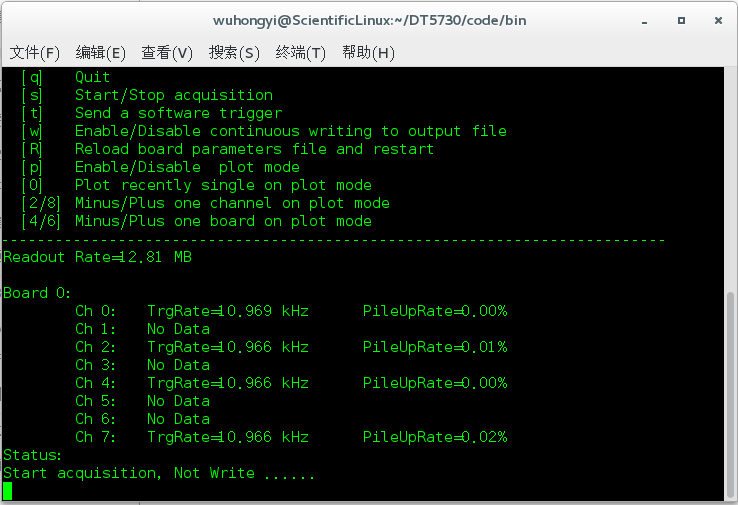 wuhongyi@ScientificLinux:~/DT5730/code/bin
文件(F) 编辑(E) 查看(V) 搜索(S) 终端(T) 帮助(H)
[q] Quit
[s] Start/Stop acquisition
[t] Send a software trigger
[w] Enable/Disable continuous writing to output file
[R] Reload board parameters file and restart
[p] Enable/Disable  plot mode
[0] Plot recently single on plot mode
[2/8] Minus/Plus one channel on plot mode
[4/6] Minus/Plus one board on plot mode
--------------------------------------------------------------------------
Readout Rate=12.81 MB
Board 0:
Ch 0: TrgRate=10.969 kHz PileUpRate=0.00%
Ch 1: No Data
Ch 2: TrgRate=10.966 kHz PileUpRate=0.01%
Ch 3: No Data
Ch 4: TrgRate=10.966 kHz PileUpRate=0.00%
Ch 5: No Data
Ch 6: No Data
Ch 7: TrgRate=10.966 kHz PileUpRate=0.02%
Status:
Start acquisition, Not Write ......